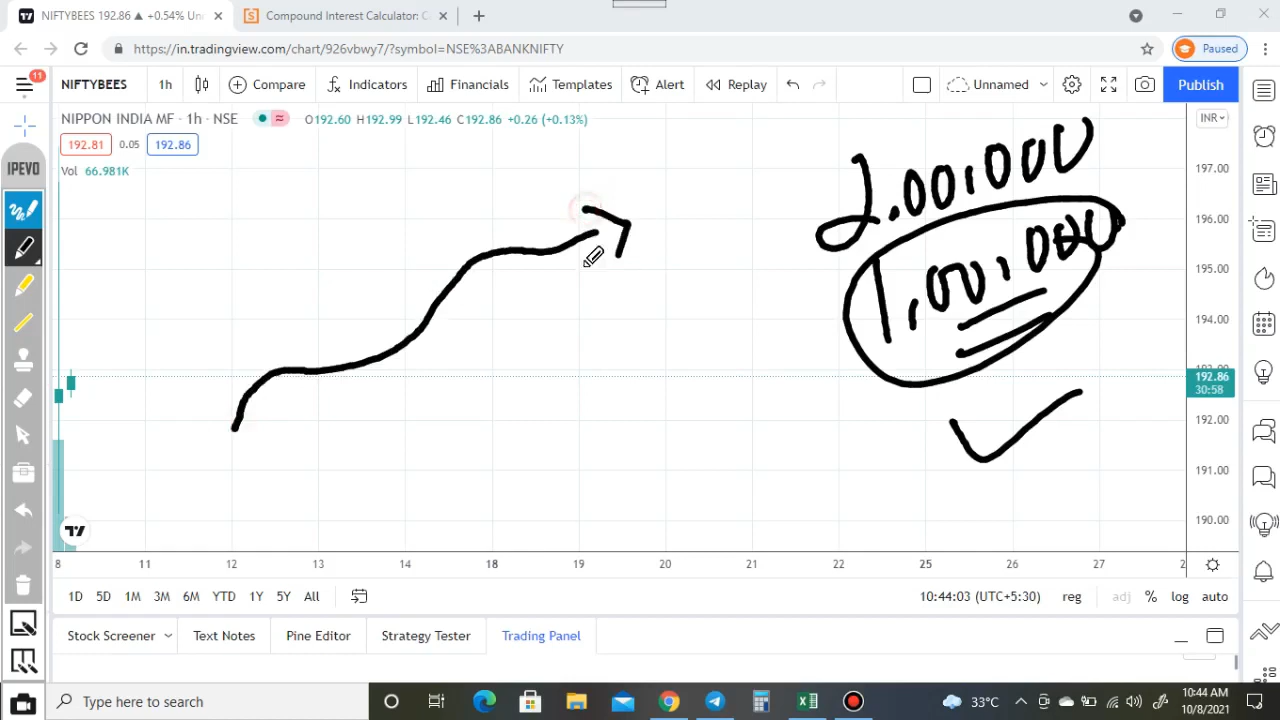 NIFTYBEES 192.86 ▲ +0.54% Un
Compound Interest Calculator: C
https://in.tradingview.com/chart/926vbwy7/?symbol=NSE%3ABANKNIFTY
Paused
11
NIFTYBEES
1h
Compare
Indicators
Financials
Templates
Alert
Replay
Unnamed
Publish
NIPPON INDIA MF · 1h · NSE
O192.60 H192.99 L192.46 C192.86 +0.26 (+0.13%)
INR
192.81
0.05
192.86
IPEVO
Vol 66.981K
2.00,000
1,00,000
197.00
196.00
195.00
194.00
192.86
30:58
192.00
191.00
190.00
8 11 12 13 14 18 19 20 21 22 25 26 27 2
1D 5D 1M 3M 6M YTD 1Y 5Y All
10:44:03 (UTC+5:30)
reg
adj
%
log
auto
Stock Screener
Text Notes
Pine Editor
Strategy Tester
Trading Panel
Type here to search
33°C
10:44 AM
10/8/2021